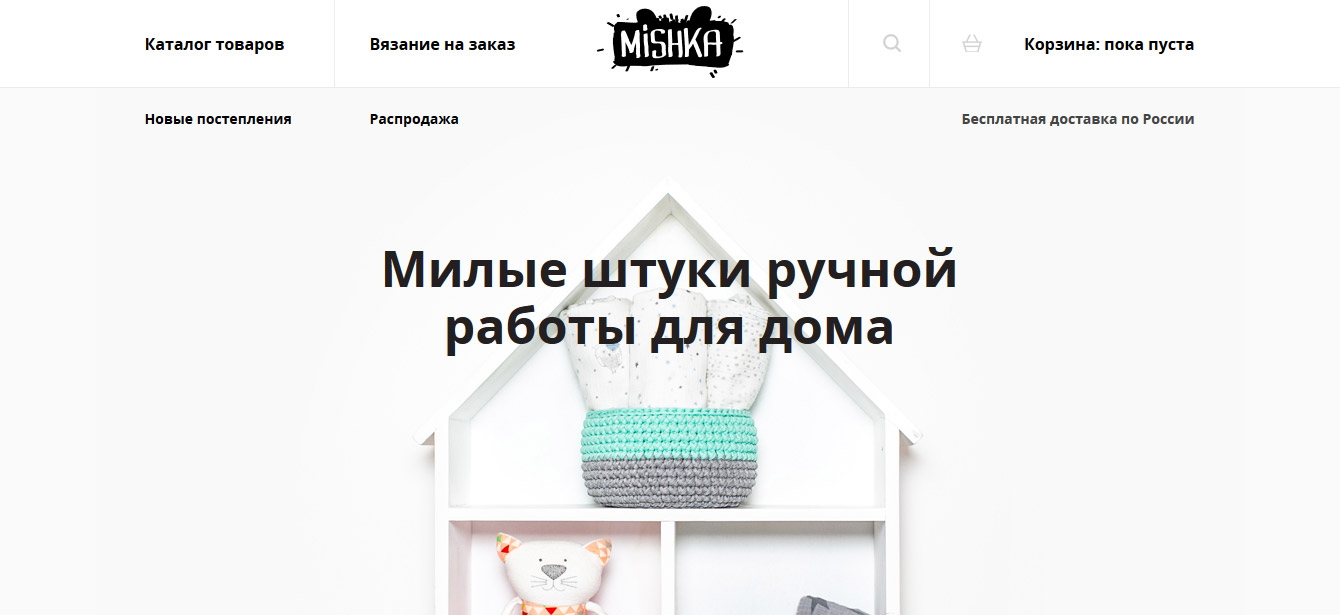 Каталог товаров
Вязание на заказ
MiSHKA
Корзина: пока пуста
Новые постепления
Распродажа
Бесплатная доставка по России
Милые штуки ручной
работы для дома